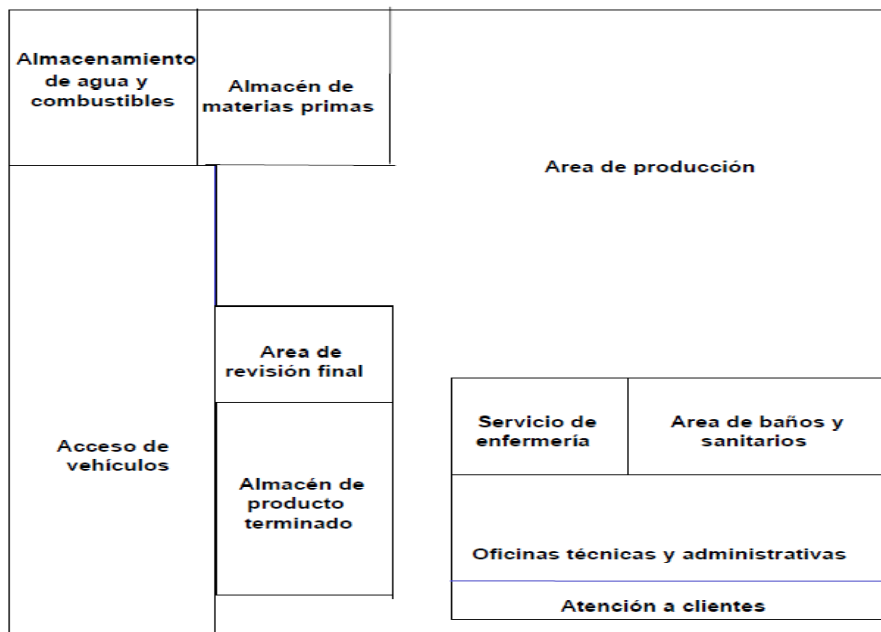 Almacenamiento
de agua y
combustibles
Almacén de
materias primas
Area de producción
Area de
revisión final
Acceso de
vehículos
Almacén de
producto
terminado
Servicio de
enfermería
Area de baños y
sanitarios
Oficinas técnicas y administrativas
Atención a clientes